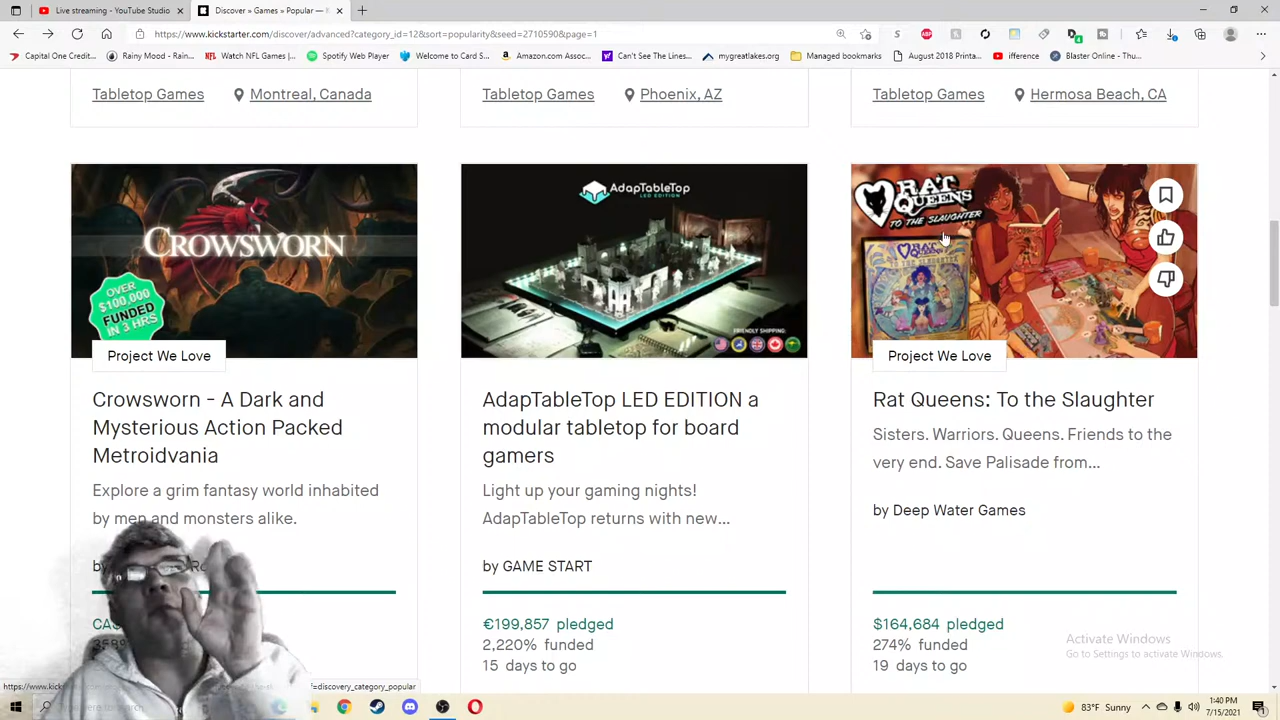 Live streaming - YouTube Studio
Discover » Games » Popular —
https://www.kickstarter.com/discover/advanced?category_id=12&sort=popularity&seed=2710590&page=1
Capital One Credit...
Rainy Mood - Rain...
Watch NFL Games (...
Spotify Web Player
Welcome to Card S...
Amazon.com Assoc...
Can't See The Lines...
mygreatlakes.org
Managed bookmarks
August 2018 Printa...
ifference
Blaster Online - Thu...
Tabletop Games
Montreal, Canada
Tabletop Games
Phoenix, AZ
Tabletop Games
Hermosa Beach, CA
CROWSWORN
OVER
$100,000
FUNDED
IN 3 HRS
Project We Love
Crowsworn - A Dark and
Mysterious Action Packed
Metroidvania
Explore a grim fantasy world inhabited
by men and monsters alike.
by
AdapTableTop
LED EDITION
FRIENDLY SHIPPING:
AdapTableTop LED EDITION a
modular tabletop for board
gamers
Light up your gaming nights!
AdapTableTop returns with new...
by GAME START
€199,857 pledged
2,220% funded
15 days to go
RAT
QUEENS
TO THE SLAUGHTER
RAT QUEENS
TO THE SLAUGHTER
Project We Love
Rat Queens: To the Slaughter
Sisters. Warriors. Queens. Friends to the
very end. Save Palisade from...
by Deep Water Games
$164,684 pledged
274% funded
19 days to go
Activate Windows
Go to Settings to activate Windows.
83°F Sunny
1:40 PM
7/15/2021